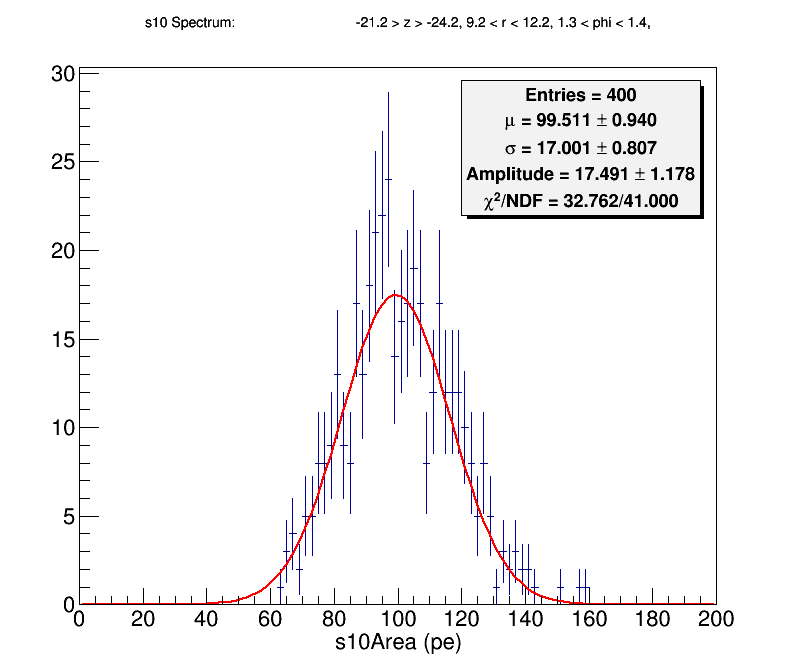 s10 Spectrum: -21.2 > z > -24.2, 9.2 < r < 12.2, 1.3 < phi < 1.4,
Entries = 400
μ = 99.511 ± 0.940
σ = 17.001 ± 0.807
Amplitude = 17.491 ± 1.178
χ²/NDF = 32.762/41.000
30
25
20
15
10
5
0
0 20 40 60 80 100 120 140 160 180 200
s10Area (pe)